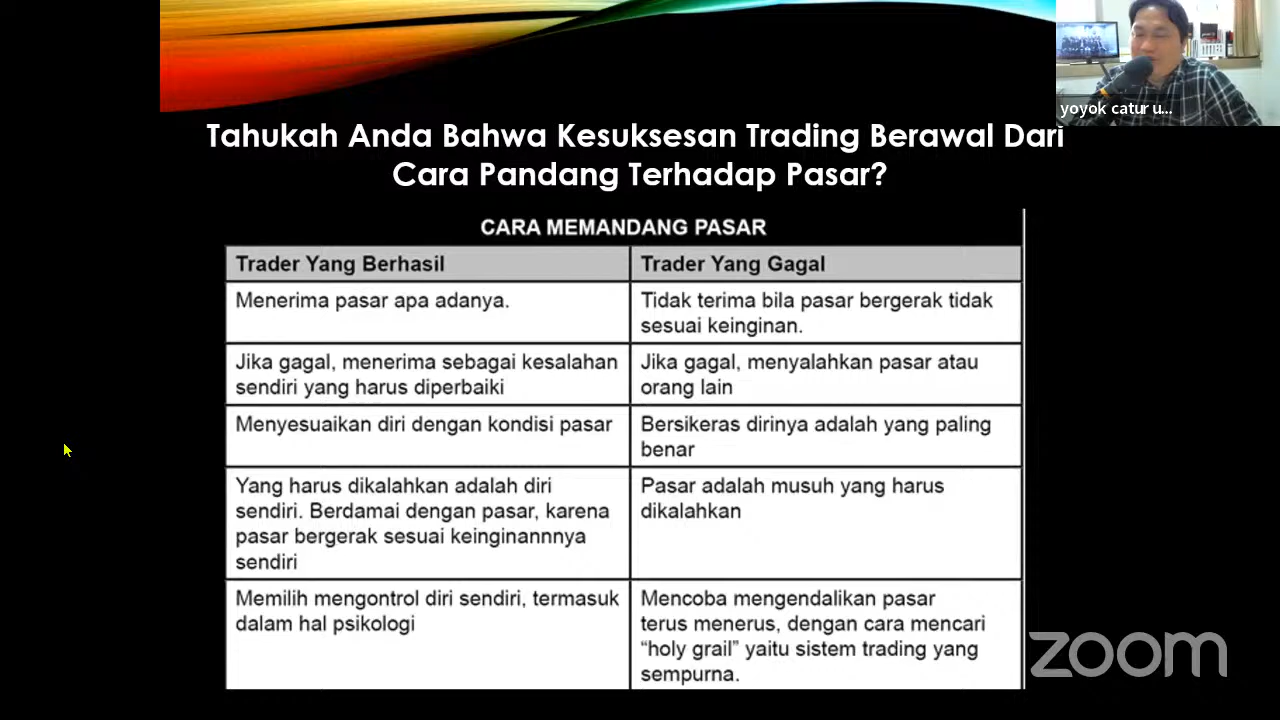 yoyok catur u...
Tahukah Anda Bahwa Kesuksesan Trading Berawal Dari
Cara Pandang Terhadap Pasar?
CARA MEMANDANG PASAR
Trader Yang Berhasil
Trader Yang Gagal
Menerima pasar apa adanya.
Tidak terima bila pasar bergerak tidak
sesuai keinginan.
Jika gagal, menerima sebagai kesalahan
sendiri yang harus diperbaiki
Jika gagal, menyalahkan pasar atau
orang lain
Menyesuaikan diri dengan kondisi pasar
Bersikeras dirinya adalah yang paling
benar
Yang harus dikalahkan adalah diri
sendiri. Berdamai dengan pasar, karena
pasar bergerak sesuai keinginannnya
sendiri
Pasar adalah musuh yang harus
dikalahkan
Memilih mengontrol diri sendiri, termasuk
dalam hal psikologi
Mencoba mengendalikan pasar
terus menerus, dengan cara mencari
“holy grail” yaitu sistem trading yang
sempurna.
zoom